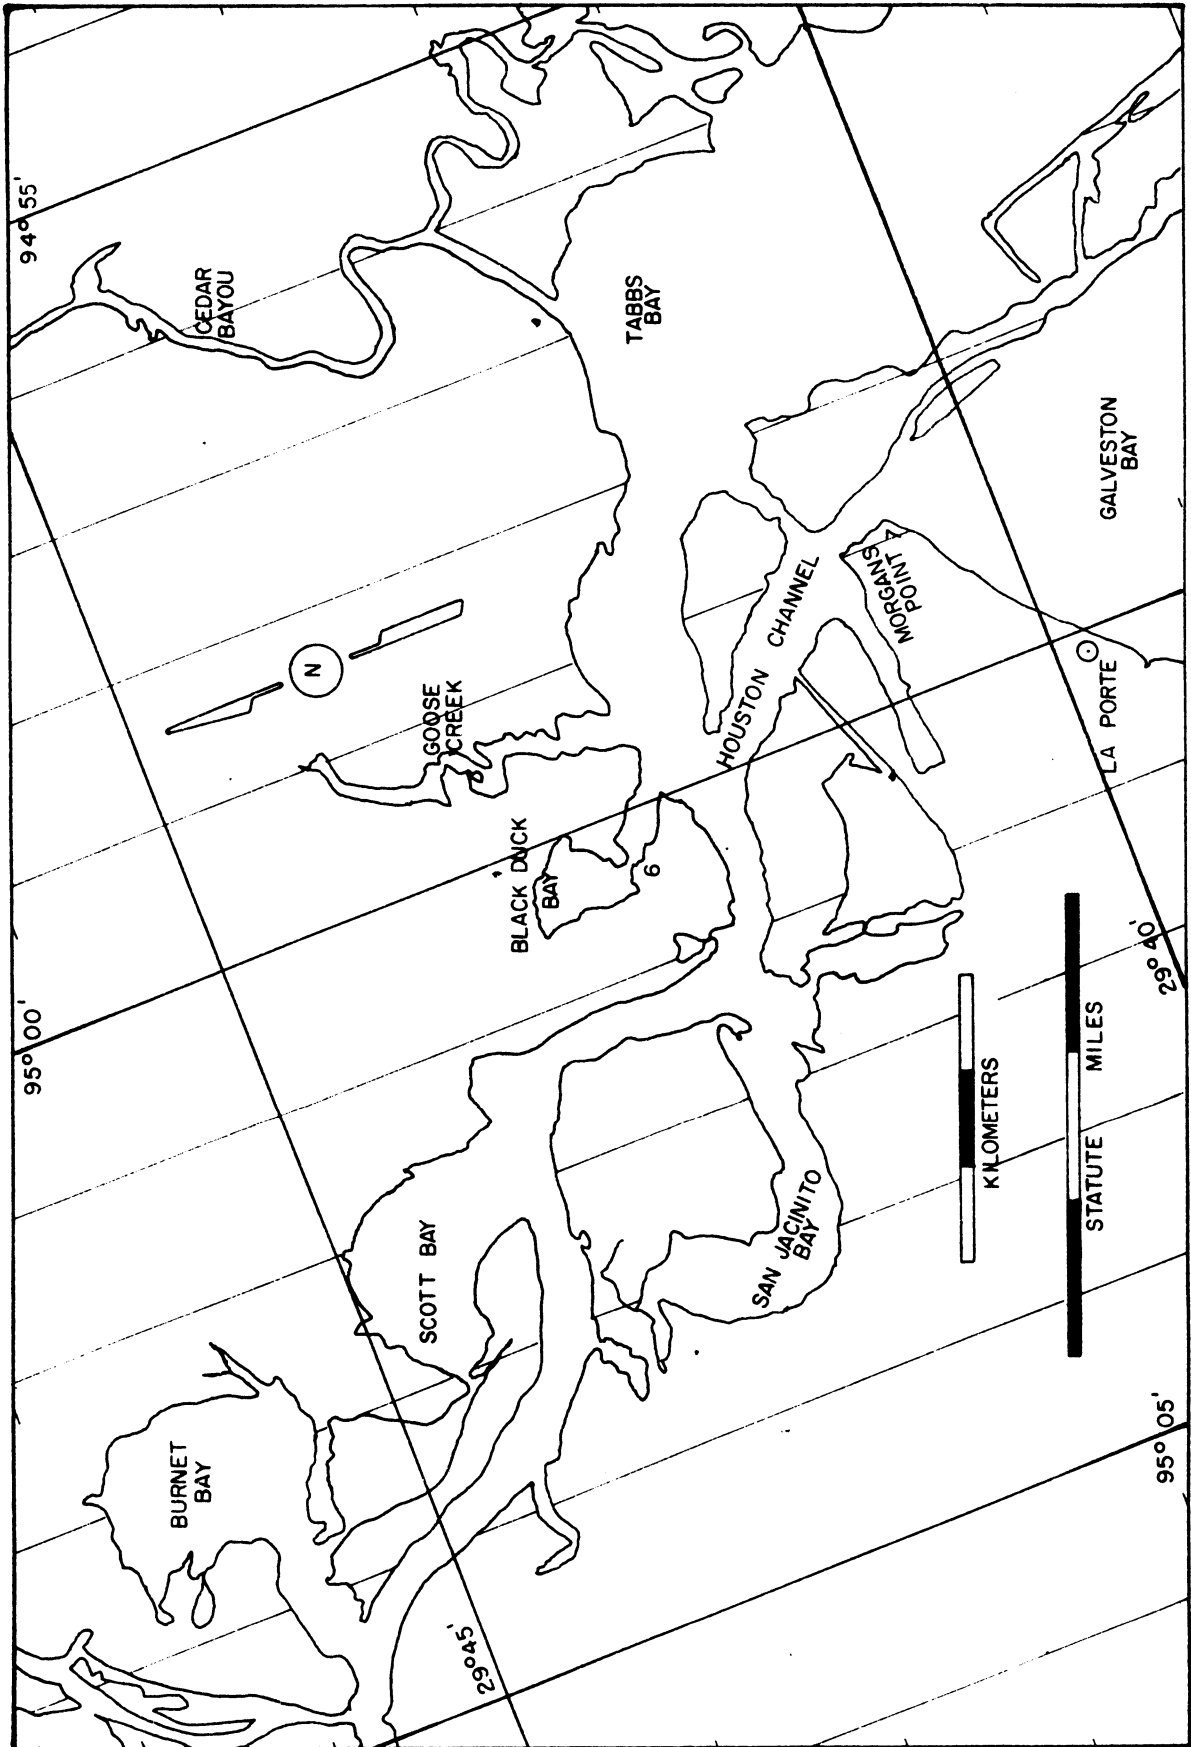 94° 55'
CEDAR
BAYOU
TABBS
BAY
GALVESTON
BAY
N
GOOSE
CREEK
HOUSTON CHANNEL
MORGANS
POINT
LA PORTE
BLACK DUCK
BAY
6
95° 00'
29° 40'
KILOMETERS
STATUTE MILES
SCOTT BAY
SAN JACINITO
BAY
BURNET
BAY
29° 45'
95° 05'